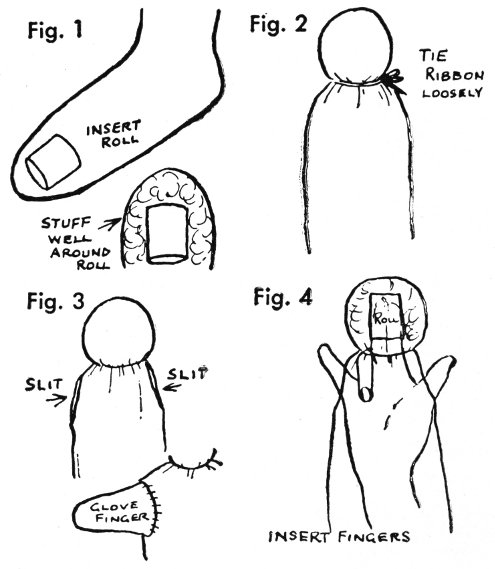 Fig. 1
INSERT
ROLL
STUFF
WELL
AROUND
ROLL
Fig. 2
TIE
RIBBON
LOOSELY
Fig. 3
SLIT
SLIT
GLOVE
FINGER
Fig. 4
ROLL
INSERT FINGERS